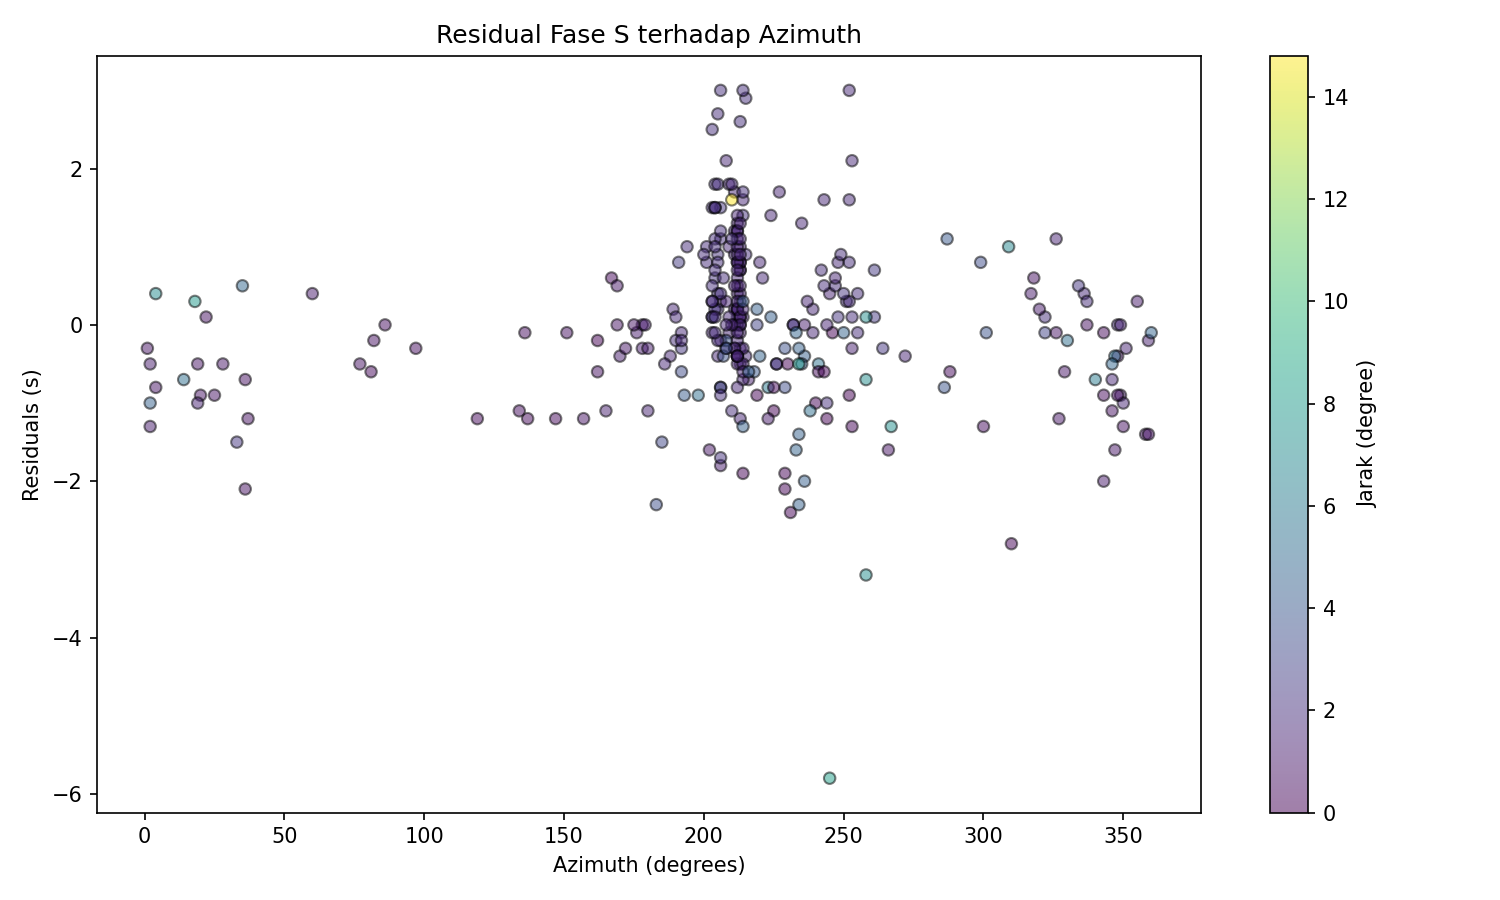 Residual Fase S terhadap Azimuth
Residuals (s)
2
0
−2
−4
−6
0 50 100 150 200 250 300 350
Azimuth (degrees)
14
12
10
8
6
4
2
0
Jarak (degree)